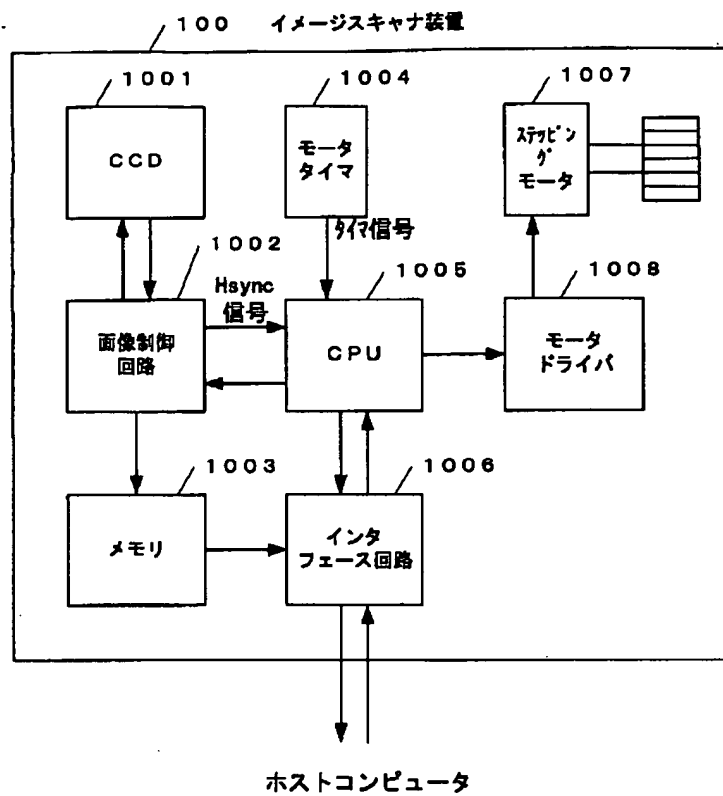 100 イメージスキャナ装置
1001
CCD
1004
モータ
タイマ
1007
ステッピン
グ
モータ
タイマ信号
1002
Hsync
信号
1005
1008
画像制御
回路
CPU
モータ
ドライバ
1003
メモリ
1006
インタ
フェース回路
ホストコンピュータ